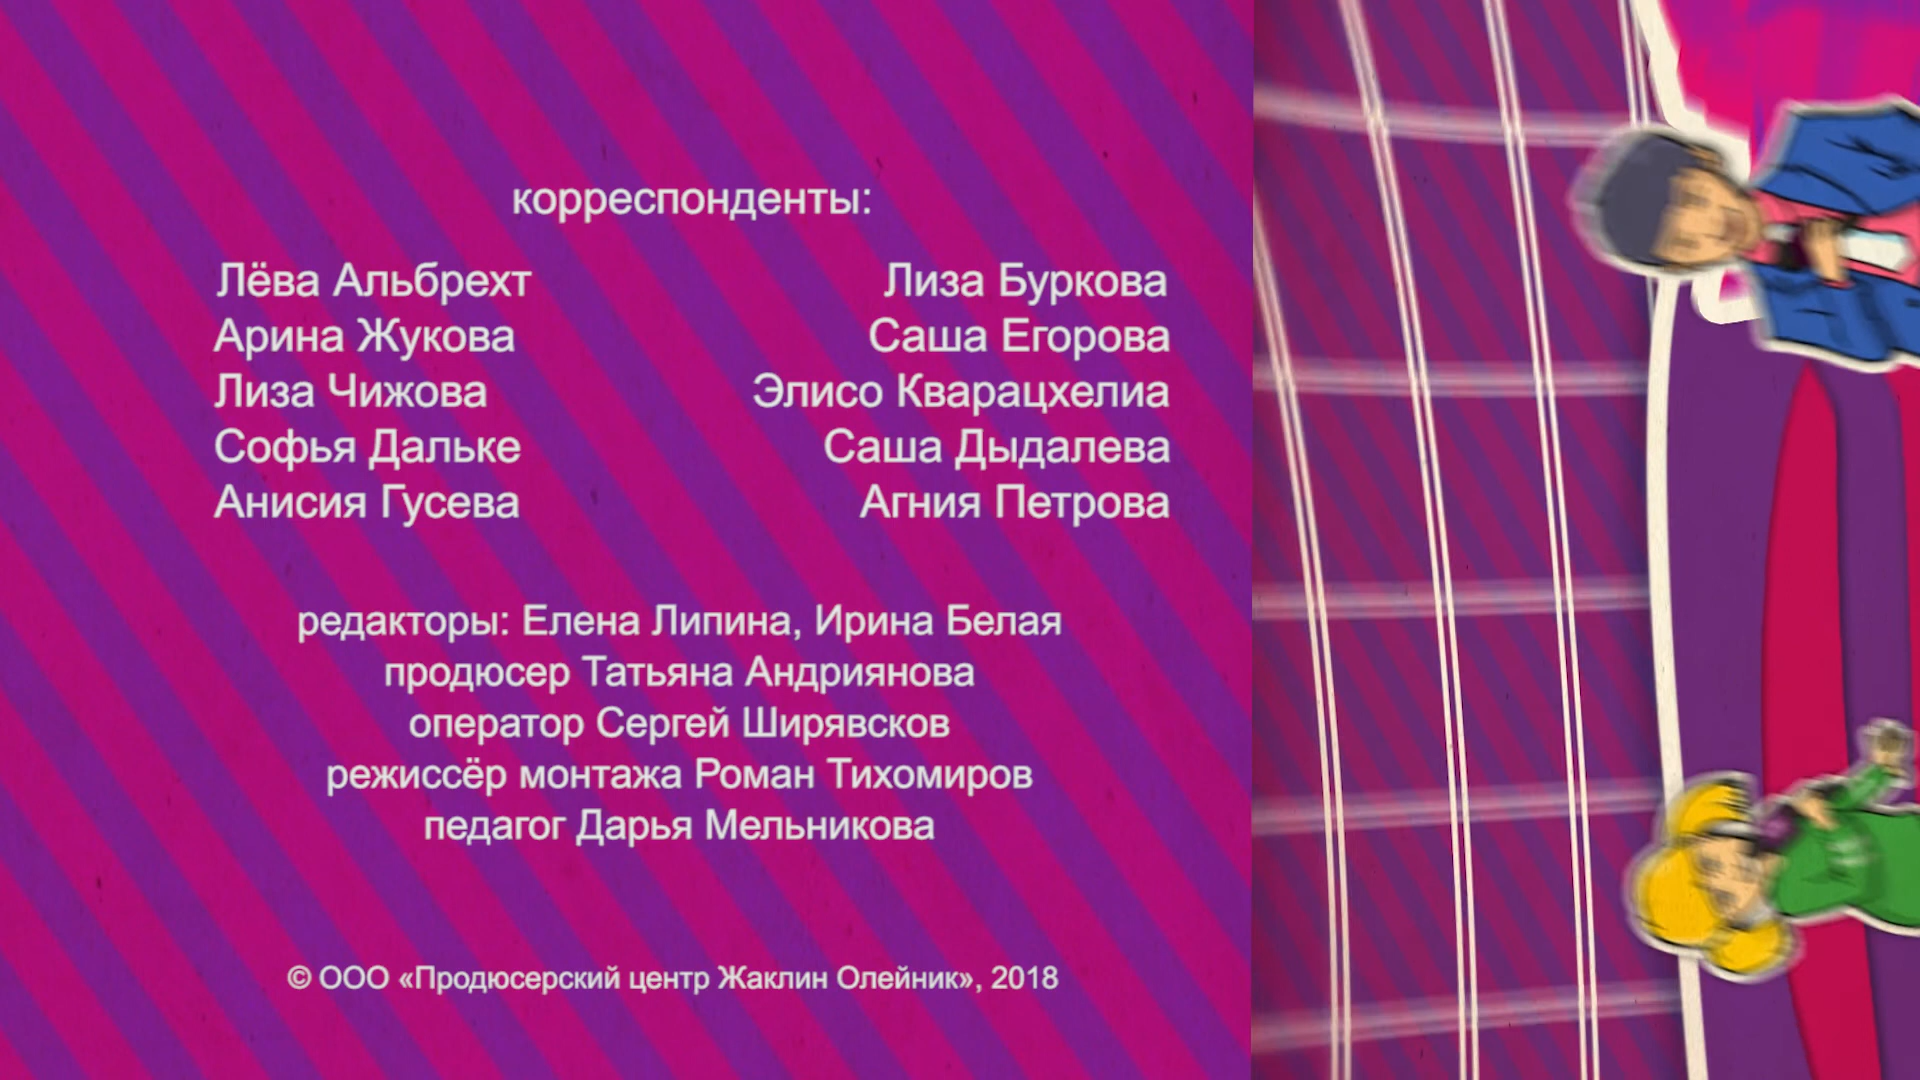 корреспонденты:
Лёва Альбрехт Лиза Буркова
Арина Жукова Саша Егорова
Лиза Чижова Элисо Кварацхелиа
Софья Дальке Саша Дыдалева
Анисия Гусева Агния Петрова
редакторы: Елена Липина, Ирина Белая
продюсер Татьяна Андриянова
оператор Сергей Ширявсков
режиссёр монтажа Роман Тихомиров
педагог Дарья Мельникова
© ООО «Продюсерский центр Жаклин Олейник», 2018